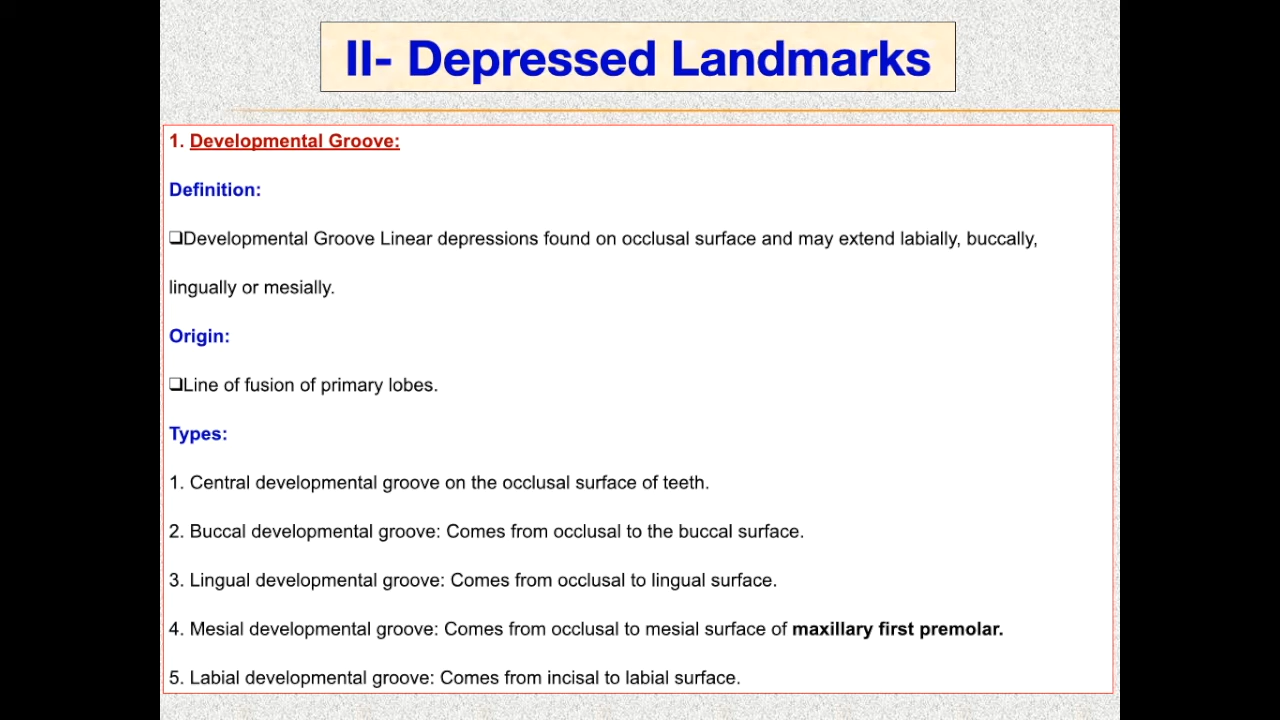 II- Depressed Landmarks
1. Developmental Groove:
Definition:
❑Developmental Groove Linear depressions found on occlusal surface and may extend labially, buccally,
lingually or mesially.
Origin:
❑Line of fusion of primary lobes.
Types:
1. Central developmental groove on the occlusal surface of teeth.
2. Buccal developmental groove: Comes from occlusal to the buccal surface.
3. Lingual developmental groove: Comes from occlusal to lingual surface.
4. Mesial developmental groove: Comes from occlusal to mesial surface of maxillary first premolar.
5. Labial developmental groove: Comes from incisal to labial surface.